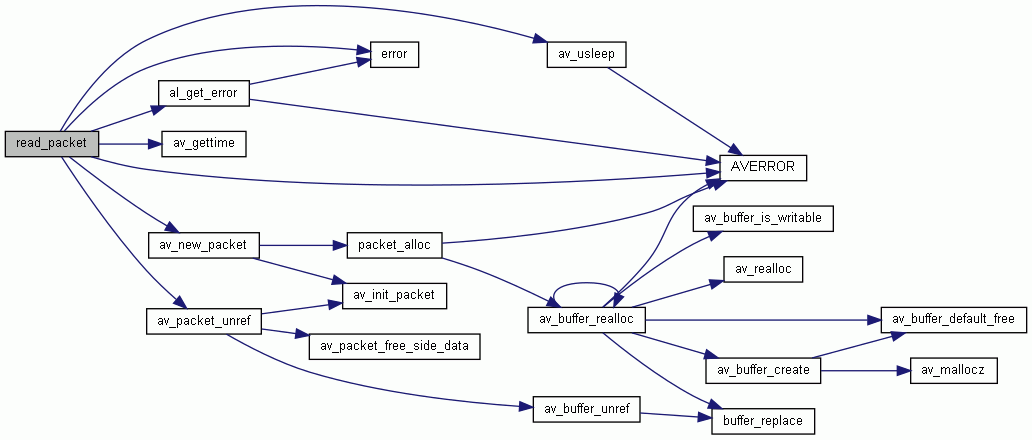 av_usleep
error
al_get_error
read_packet
av_gettime
AVERROR
av_buffer_is_writable
av_new_packet
packet_alloc
av_realloc
av_init_packet
av_packet_unref
av_buffer_realloc
av_buffer_default_free
av_packet_free_side_data
av_buffer_create
av_mallocz
av_buffer_unref
buffer_replace